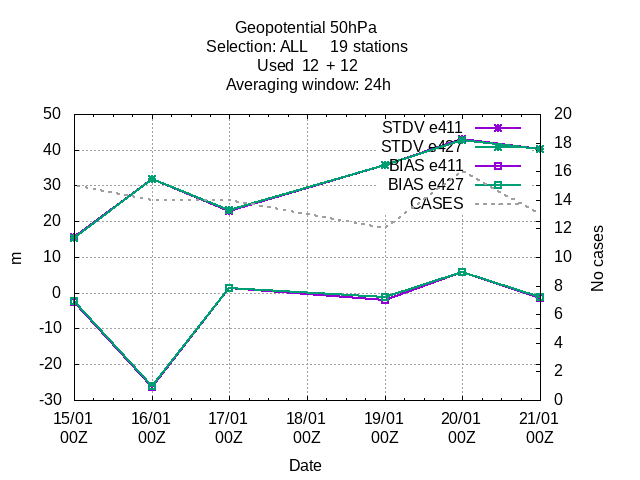 Geopotential 50hPa
Selection: ALL 19 stations
Used 12 + 12
Averaging window: 24h
50
40
30
20
10
0
-10
-20
-30
20
18
16
14
12
10
8
6
4
2
0
STDV e411
STDV e427
BIAS e411
BIAS e427
CASES
m
No cases
15/01 16/01 17/01 18/01 19/01 20/01 21/01
00Z 00Z 00Z 00Z 00Z 00Z 00Z
Date